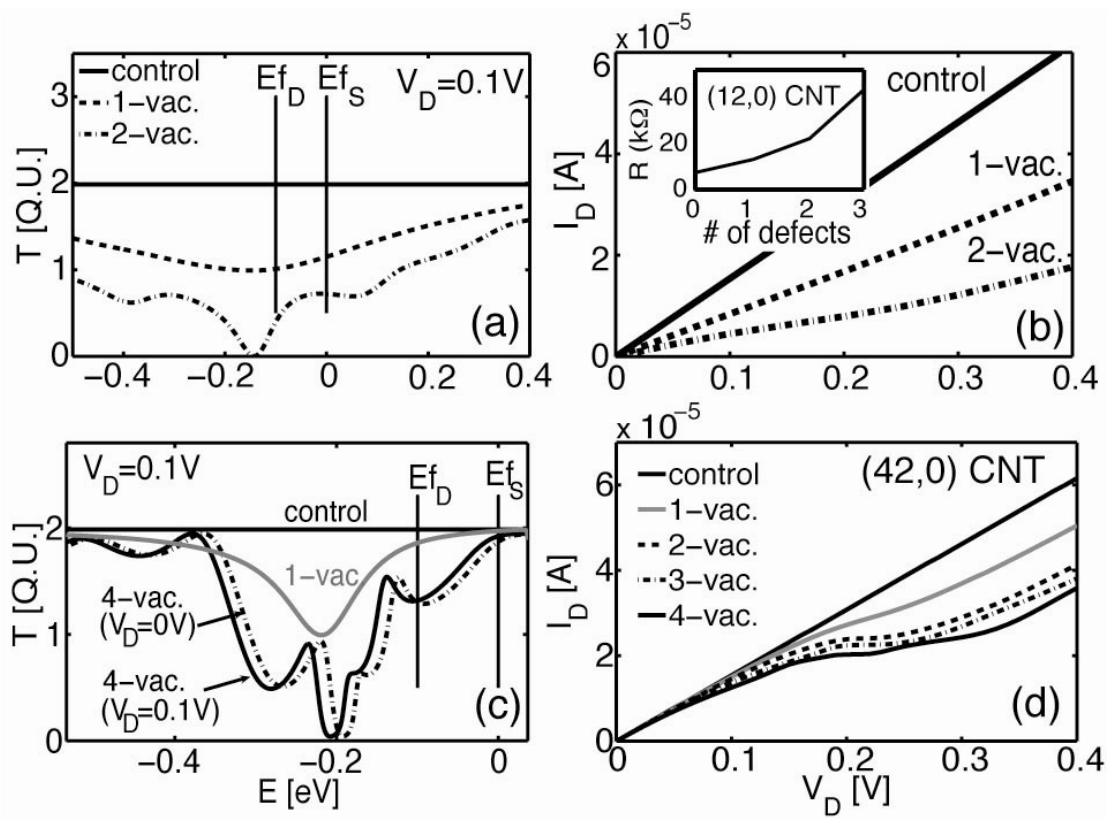 control
1-vac.
2-vac.
Ef_D
Ef_S
V_D=0.1V
T [Q.U.]
3
2
1
0
−0.4
−0.2
0
0.2
0.4
(a)
x 10^-5
6
4
2
0
I_D [A]
control
(12,0) CNT
R (kΩ)
40
20
0
0
1
2
3
# of defects
1-vac.
2-vac.
0
0.1
0.2
0.3
0.4
(b)
V_D=0.1V
Ef_D
Ef_S
control
1-vac
4-vac.
(V_D=0V)
4-vac.
(V_D=0.1V)
T [Q.U.]
2
1
0
−0.4
−0.2
0
E [eV]
(c)
x 10^-5
6
4
2
0
I_D [A]
control
1-vac.
2-vac.
3-vac.
4-vac.
(42,0) CNT
0
0.1
0.2
0.3
0.4
V_D [V]
(d)